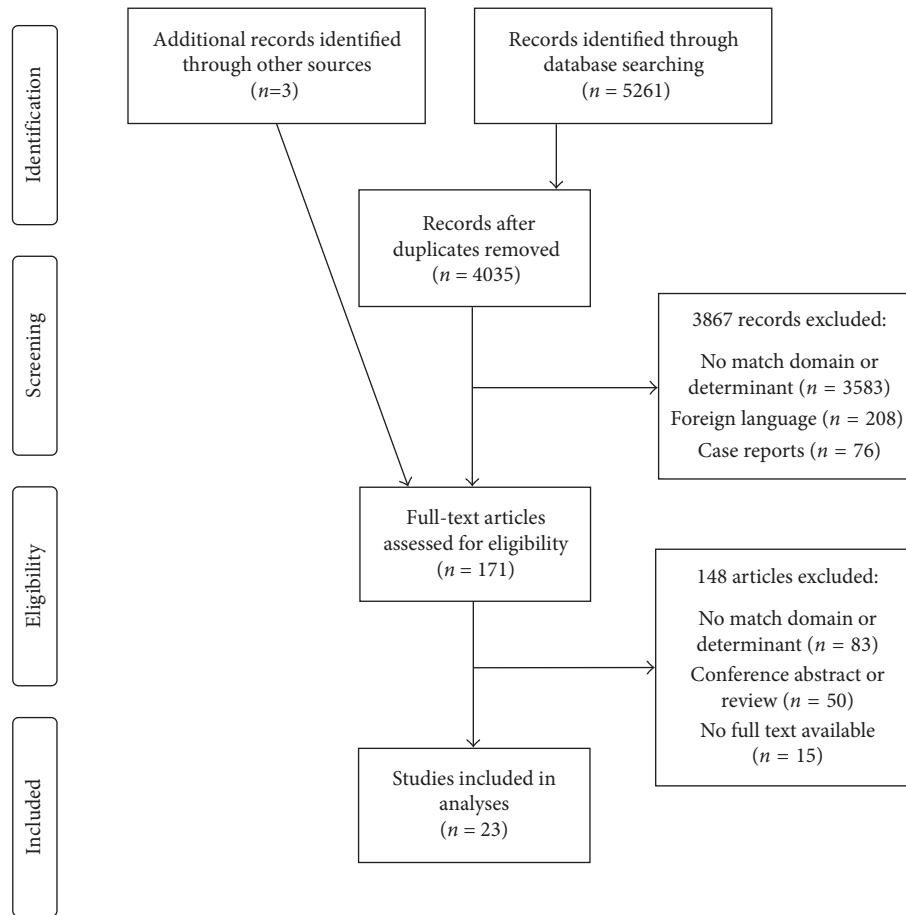 Identification
Additional records identified
through other sources
(n=3)
Records identified through
database searching
(n = 5261)
Records after
duplicates removed
(n = 4035)
Screening
3867 records excluded:
No match domain or
determinant (n = 3583)
Foreign language (n = 208)
Case reports (n = 76)
Eligibility
Full-text articles
assessed for eligibility
(n = 171)
148 articles excluded:
No match domain or
determinant (n = 83)
Conference abstract or
review (n = 50)
No full text available
(n = 15)
Included
Studies included in
analyses
(n = 23)